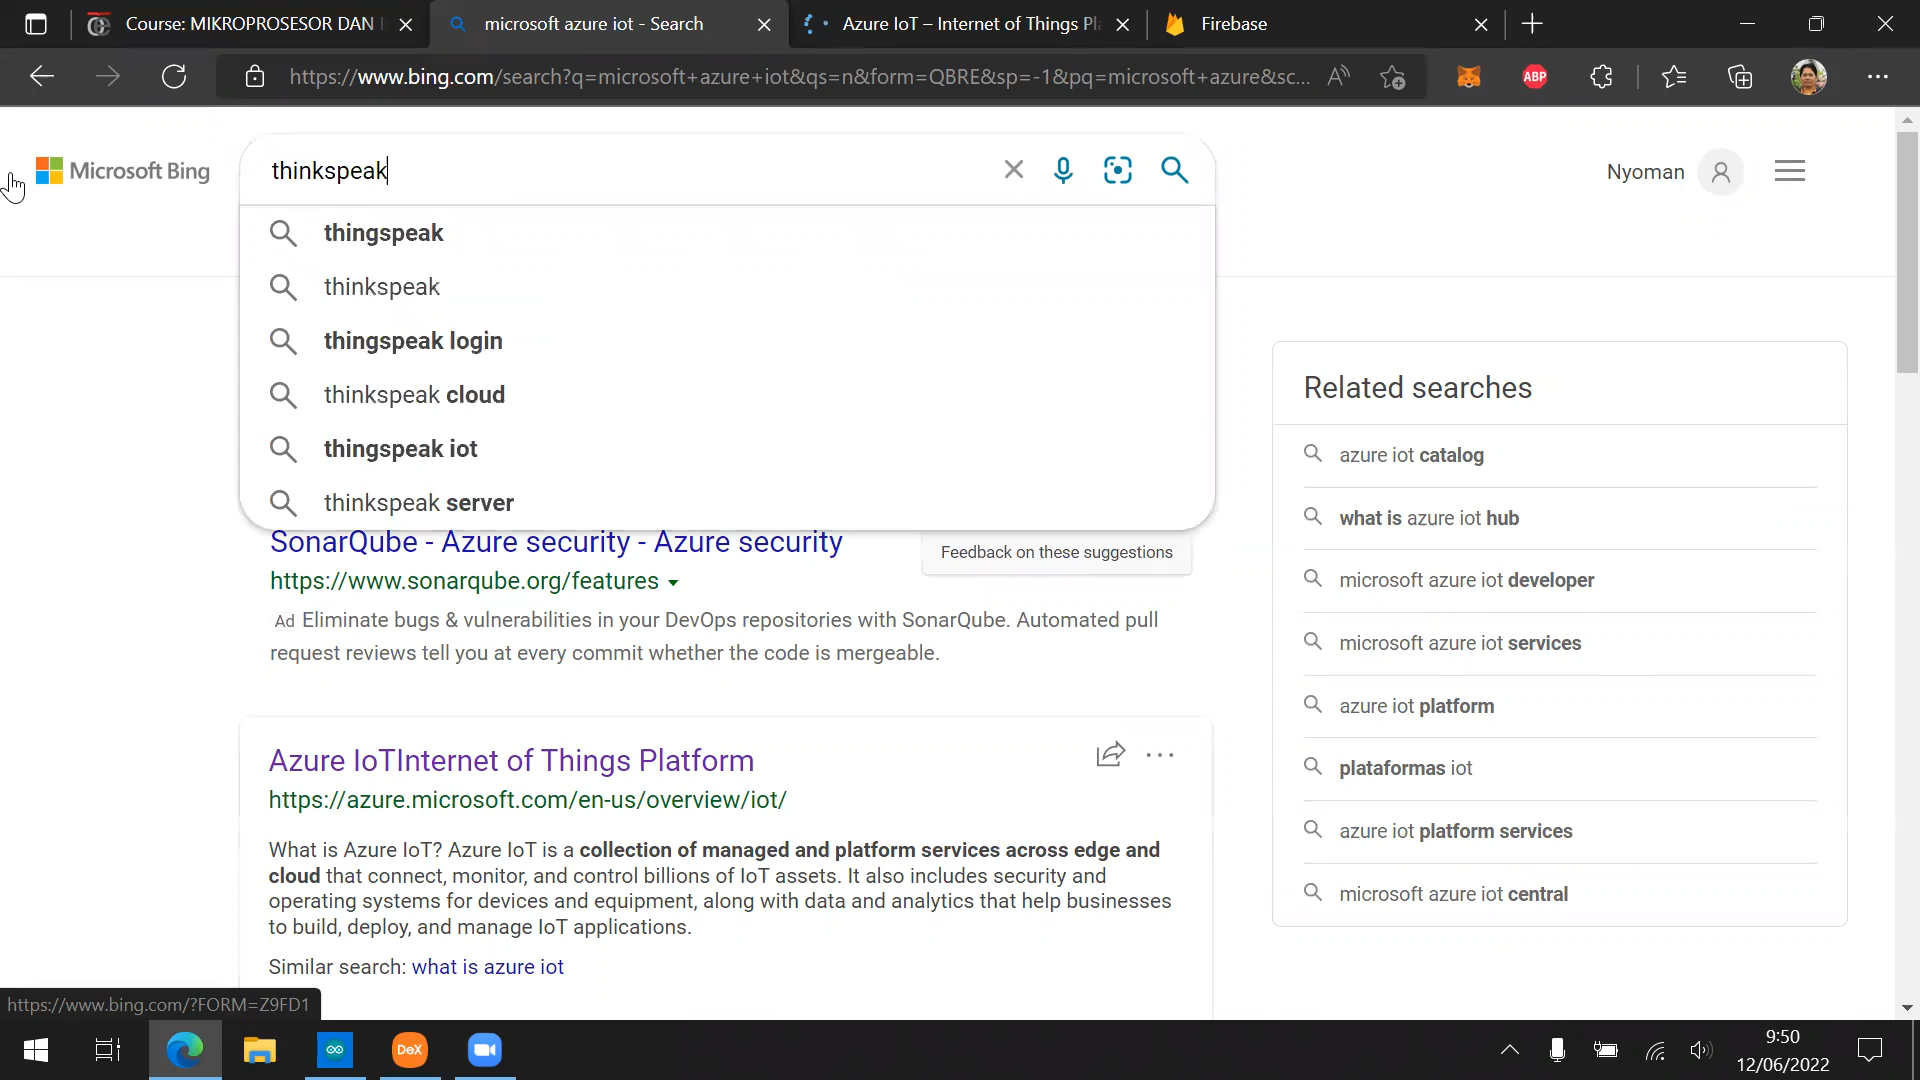 Course: MIKROPROSESOR DAN
microsoft azure iot - Search
Azure IoT – Internet of Things Pl
Firebase
https://www.bing.com/search?q=microsoft+azure+iot&qs=n&form=QBRE&sp=-1&pq=microsoft+azure&sc...
ABP
Microsoft Bing
thinkspeak
Nyoman
thingspeak
thinkspeak
thingspeak login
thinkspeak cloud
thingspeak iot
thinkspeak server
Feedback on these suggestions
SonarQube - Azure security - Azure security
https://www.sonarqube.org/features
Ad Eliminate bugs & vulnerabilities in your DevOps repositories with SonarQube. Automated pull
request reviews tell you at every commit whether the code is mergeable.
Azure IoTInternet of Things Platform
https://azure.microsoft.com/en-us/overview/iot/
What is Azure IoT? Azure IoT is a collection of managed and platform services across edge and
cloud that connect, monitor, and control billions of IoT assets. It also includes security and
operating systems for devices and equipment, along with data and analytics that help businesses
to build, deploy, and manage IoT applications.
Similar search: what is azure iot
Related searches
azure iot catalog
what is azure iot hub
microsoft azure iot developer
microsoft azure iot services
azure iot platform
plataformas iot
azure iot platform services
microsoft azure iot central
https://www.bing.com/?FORM=Z9FD1
DeX
9:50
12/06/2022